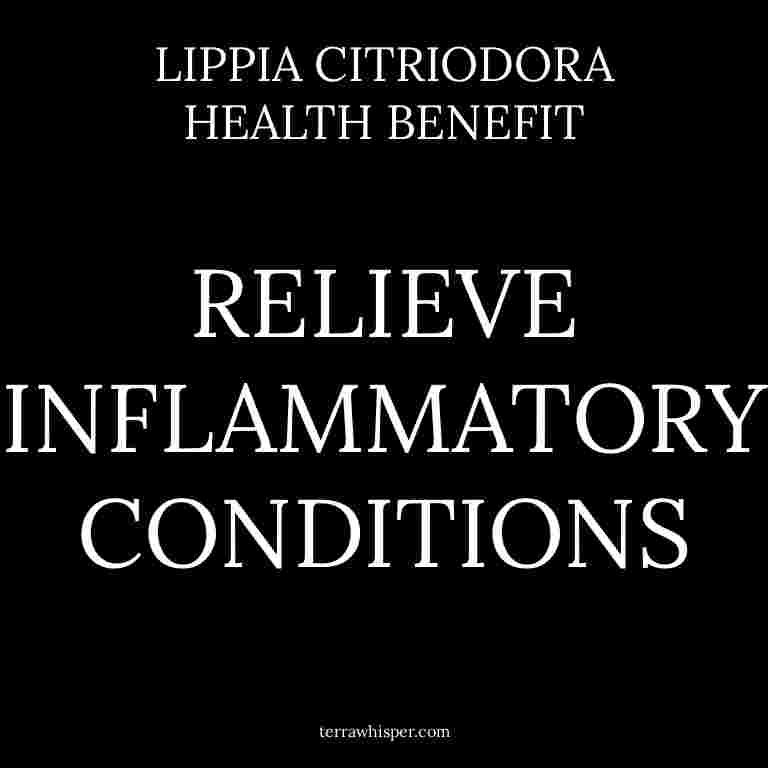 LIPPIA CITRIODORA
HEALTH BENEFIT
RELIEVE
INFLAMMATORY
CONDITIONS
terrawhisper.com